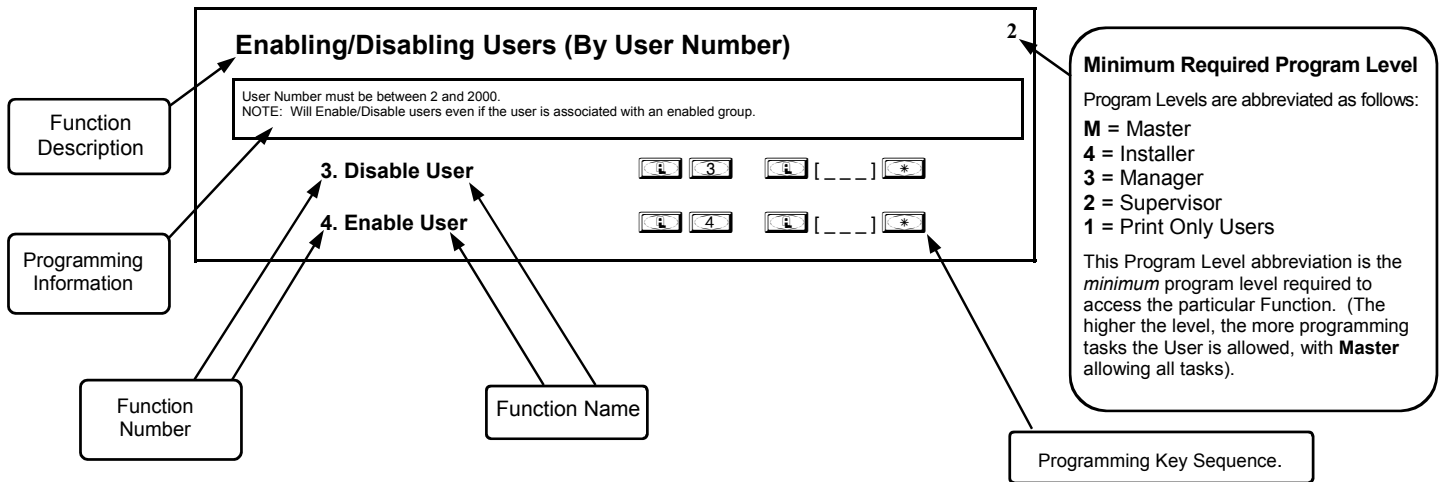 Enabling/Disabling Users (By User Number)
2
User Number must be between 2 and 2000.
NOTE: Will Enable/Disable users even if the user is associated with an enabled group.
3. Disable User
3
[ _ _ _ ]
*
4. Enable User
4
[ _ _ _ ]
*
Function
Description
Programming
Information
Function
Number
Function Name
Programming Key Sequence.
Minimum Required Program Level
Program Levels are abbreviated as follows:
M = Master
4 = Installer
3 = Manager
2 = Supervisor
1 = Print Only Users
This Program Level abbreviation is the
minimum program level required to
access the particular Function. (The
higher the level, the more programming
tasks the User is allowed, with Master
allowing all tasks).